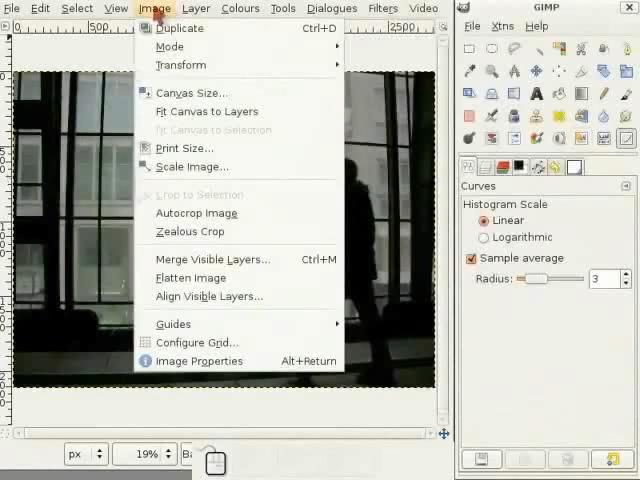 File Edit Select View Image Layer Colours Tools Dialogues Filters Video
GIMP
File Xtns Help
0 500 2500
Duplicate Ctrl+D
Mode
Transform
Canvas Size...
Fit Canvas to Layers
Fit Canvas to Selection
Print Size...
Scale Image...
Crop to Selection
Autocrop Image
Zealous Crop
Merge Visible Layers... Ctrl+M
Flatten Image
Align Visible Layers...
Guides
Configure Grid...
Image Properties Alt+Return
Curves
Histogram Scale
Linear
Logarithmic
Sample average
Radius: 3
px 19% Ba